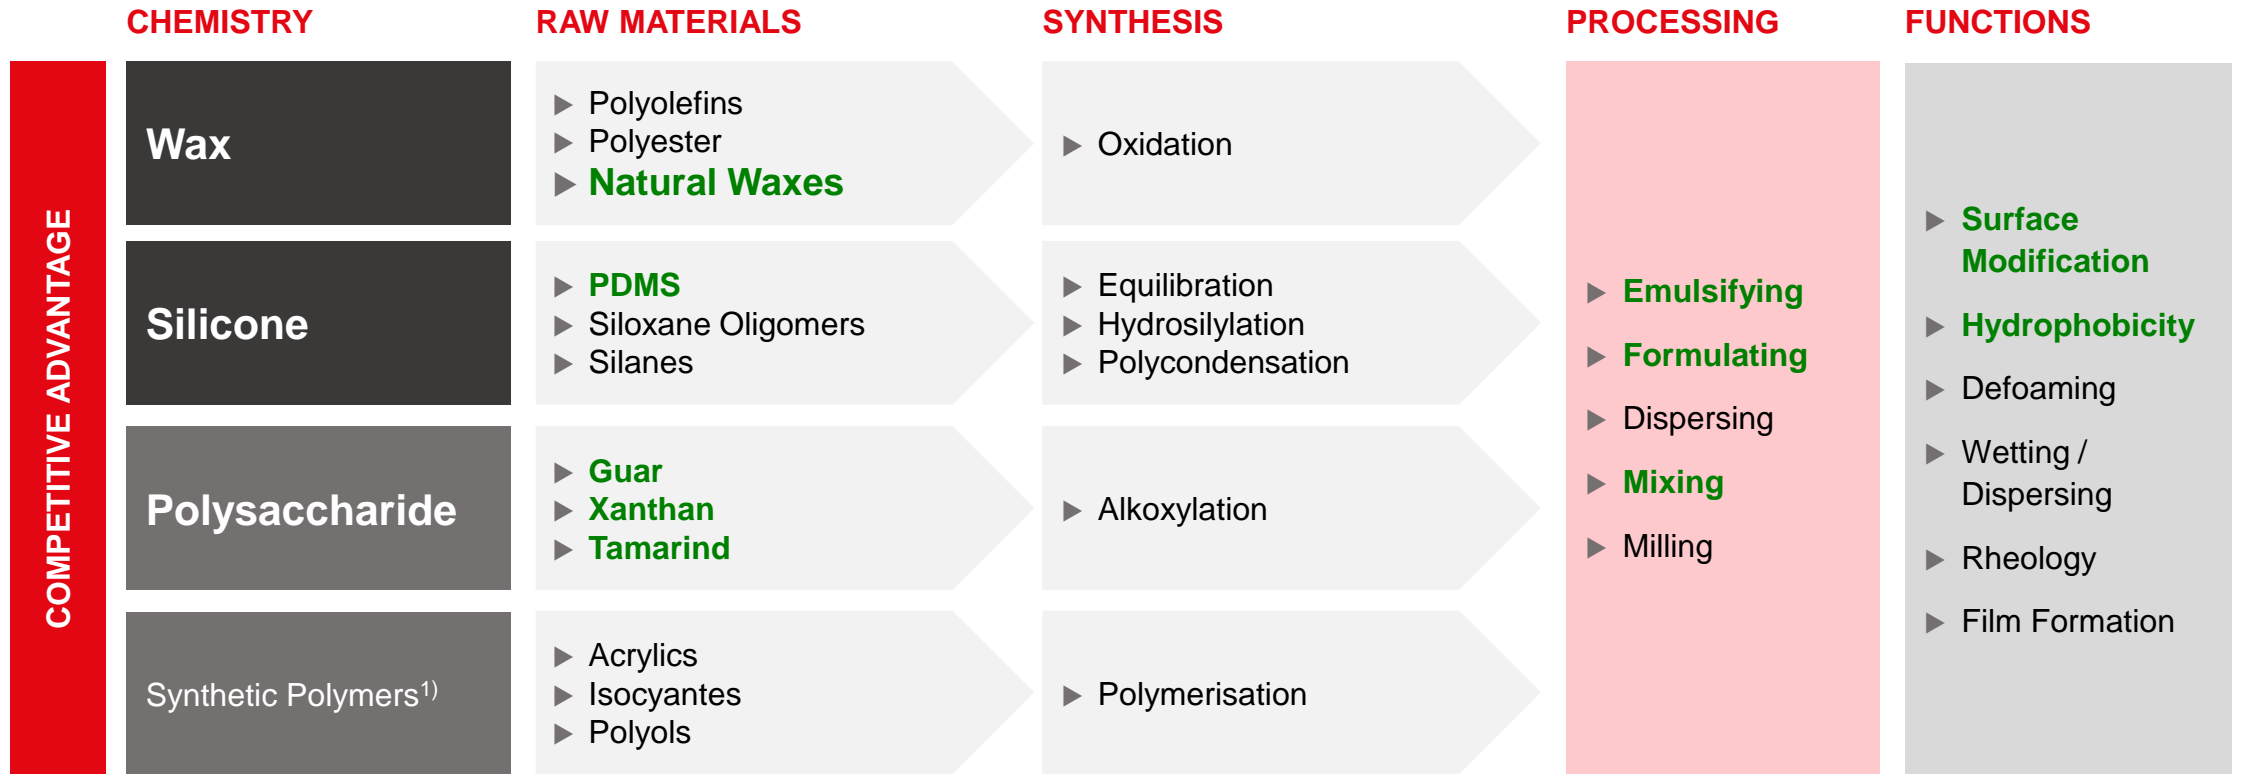 CHEMISTRY
RAW MATERIALS
SYNTHESIS
PROCESSING
FUNCTIONS
COMPETITIVE ADVANTAGE
Wax
Polyolefins
Polyester
Natural Waxes
Oxidation
Silicone
PDMS
Siloxane Oligomers
Silanes
Equilibration
Hydrosilylation
Polycondensation
Polysaccharide
Guar
Xanthan
Tamarind
Alkoxylation
Synthetic Polymers1)
Acrylics
Isocyantes
Polyols
Polymerisation
Emulsifying
Formulating
Dispersing
Mixing
Milling
Surface
Modification
Hydrophobicity
Defoaming
Wetting /
Dispersing
Rheology
Film Formation